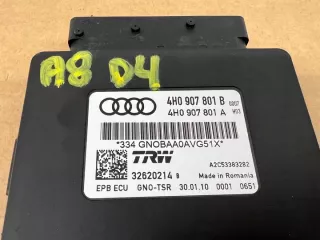 A8 D4
4H0 907 801 B
4H0 907 801 A H03
*334 GNOBAA0AVG51X*
TRW
A2C53383282
32620214 B Made in Romania
EPB ECU GNO-TSR 30.01.10 0001 0651